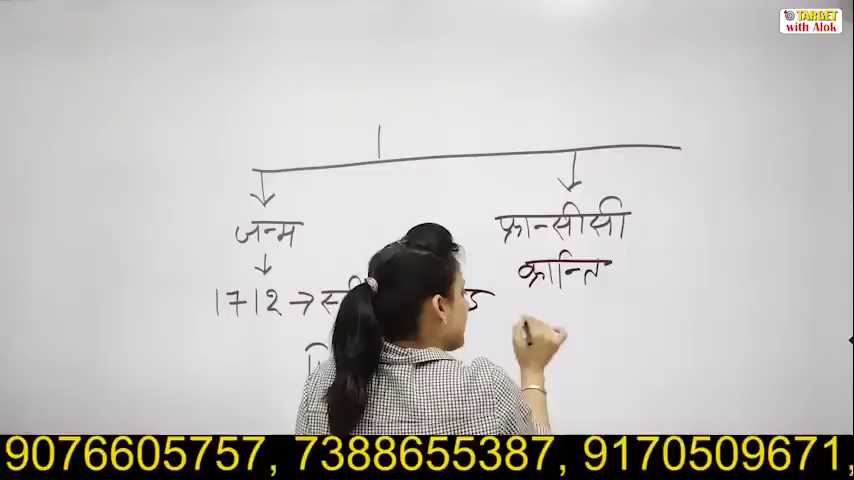 TARGET
with Alok
जन्म
फ्रान्सीसी
क्रान्ति
1712 →
9076605757, 7388655387, 9170509671,